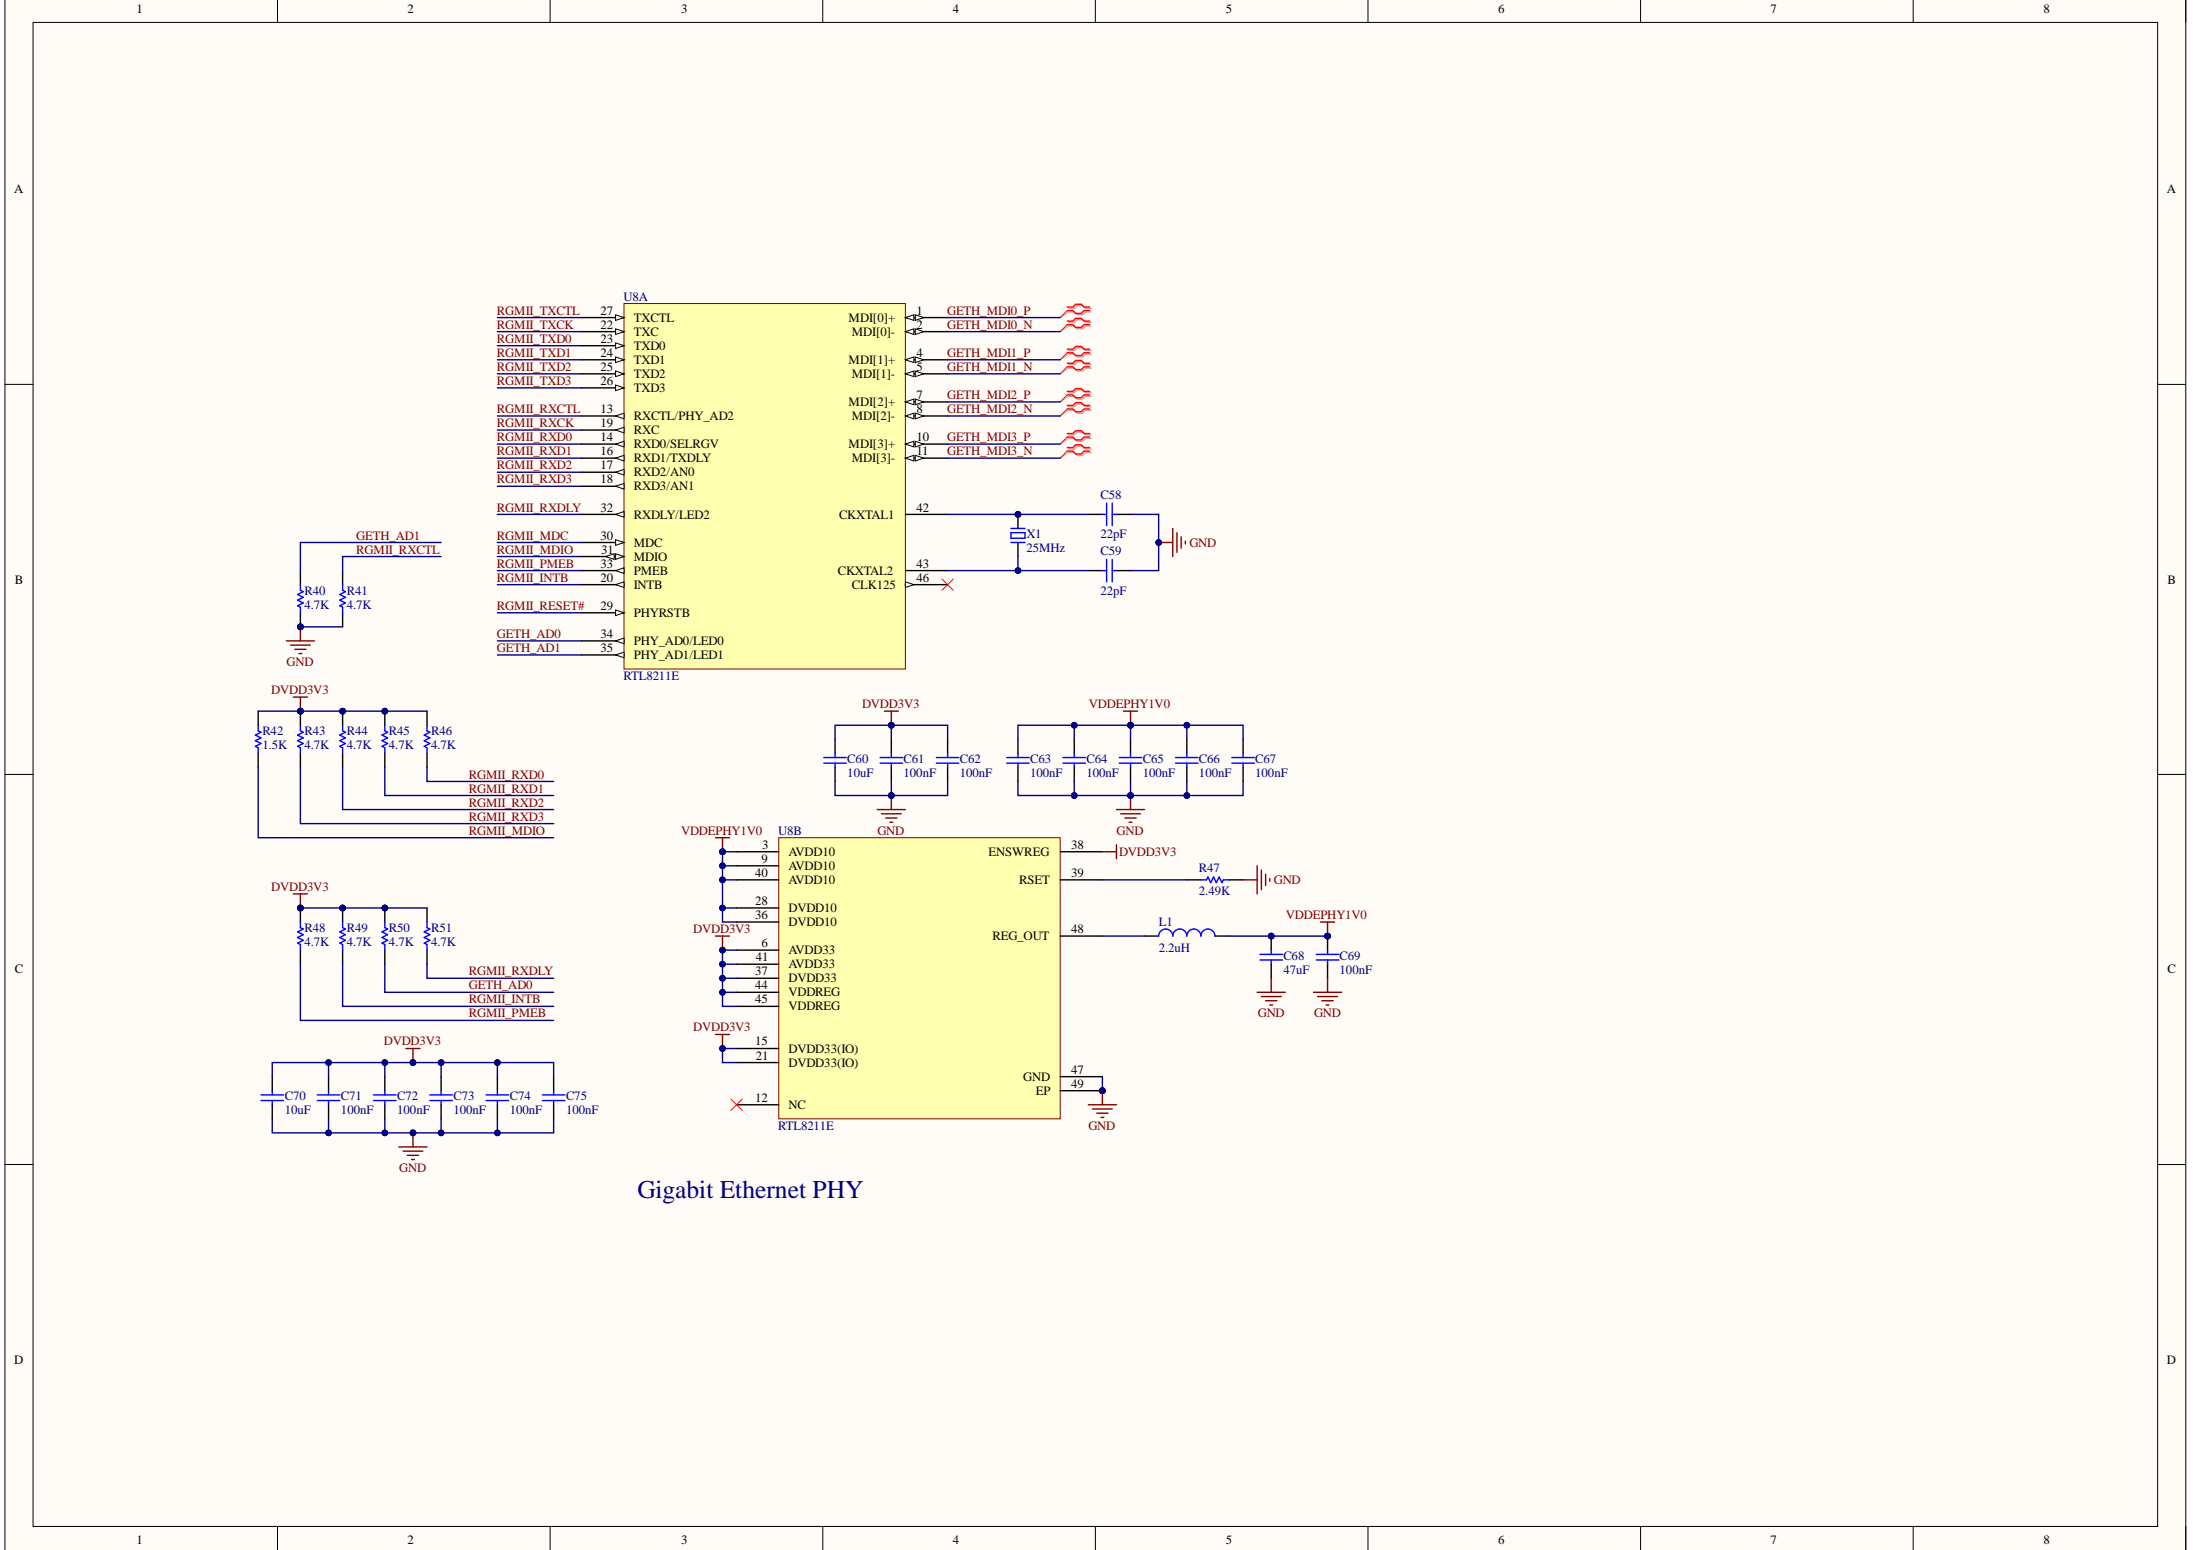 1 2 3 4 5 6 7 8
A A
U8A
RGMII_TXCTL 27 TXCTL MDI[0]+ 1 GETH_MDI0_P
RGMII_TXCK 22 TXC MDI[0]- 2 GETH_MDI0_N
RGMII_TXD0 23 TXD0
RGMII_TXD1 24 TXD1 MDI[1]+ 4 GETH_MDI1_P
RGMII_TXD2 25 TXD2 MDI[1]- 5 GETH_MDI1_N
RGMII_TXD3 26 TXD3
MDI[2]+ 7 GETH_MDI2_P
RGMII_RXCTL 13 RXCTL/PHY_AD2 MDI[2]- 8 GETH_MDI2_N
RGMII_RXCK 19 RXC
RGMII_RXD0 14 RXD0/SELRGV MDI[3]+ 10 GETH_MDI3_P
RGMII_RXD1 16 RXD1/TXDLY MDI[3]- 11 GETH_MDI3_N
RGMII_RXD2 17 RXD2/AN0
RGMII_RXD3 18 RXD3/AN1
RGMII_RXDLY 32 RXDLY/LED2 CKXTAL1 42
C58
22pF
X1
25MHz
GND
C59
22pF
GETH_AD1
RGMII_RXCTL
RGMII_MDC 30 MDC
RGMII_MDIO 31 MDIO
RGMII_PMEB 33 PMEB CKXTAL2 43
RGMII_INTB 20 INTB CLK125 46
B B
R40 R41
4.7K 4.7K
GND
RGMII_RESET# 29 PHYRSTB
GETH_AD0 34 PHY_AD0/LED0
GETH_AD1 35 PHY_AD1/LED1
RTL8211E
DVDD3V3
R42 R43 R44 R45 R46
1.5K 4.7K 4.7K 4.7K 4.7K
RGMII_RXD0
RGMII_RXD1
RGMII_RXD2
RGMII_RXD3
RGMII_MDIO
DVDD3V3 VDDEPHY1V0
C60 C61 C62 C63 C64 C65 C66 C67
10uF 100nF 100nF 100nF 100nF 100nF 100nF 100nF
GND GND
VDDEPHY1V0 U8B
3 AVDD10 ENSWREG 38 DVDD3V3
9 AVDD10
40 AVDD10 RSET 39
R47
2.49K
GND
28 DVDD10
36 DVDD10
DVDD3V3 REG_OUT 48
L1
2.2uH
VDDEPHY1V0
C68 C69
47uF 100nF
GND GND
6 AVDD33
41 AVDD33
37 DVDD33
44 VDDREG
45 VDDREG
DVDD3V3
15 DVDD33(IO)
21 DVDD33(IO)
GND 47
EP 49
GND
12 NC
RTL8211E
DVDD3V3
R48 R49 R50 R51
4.7K 4.7K 4.7K 4.7K
RGMII_RXDLY
GETH_AD0
RGMII_INTB
RGMII_PMEB
C C
DVDD3V3
C70 C71 C72 C73 C74 C75
10uF 100nF 100nF 100nF 100nF 100nF
GND
Gigabit Ethernet PHY
D D
1 2 3 4 5 6 7 8